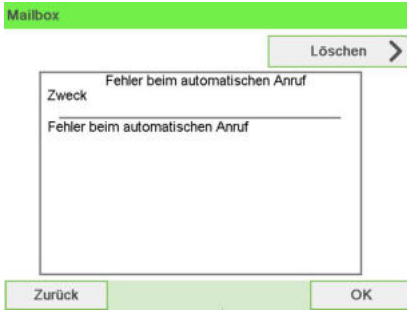 Mailbox
Löschen
Fehler beim automatischen Anruf
Zweck
Fehler beim automatischen Anruf
Zurück
OK